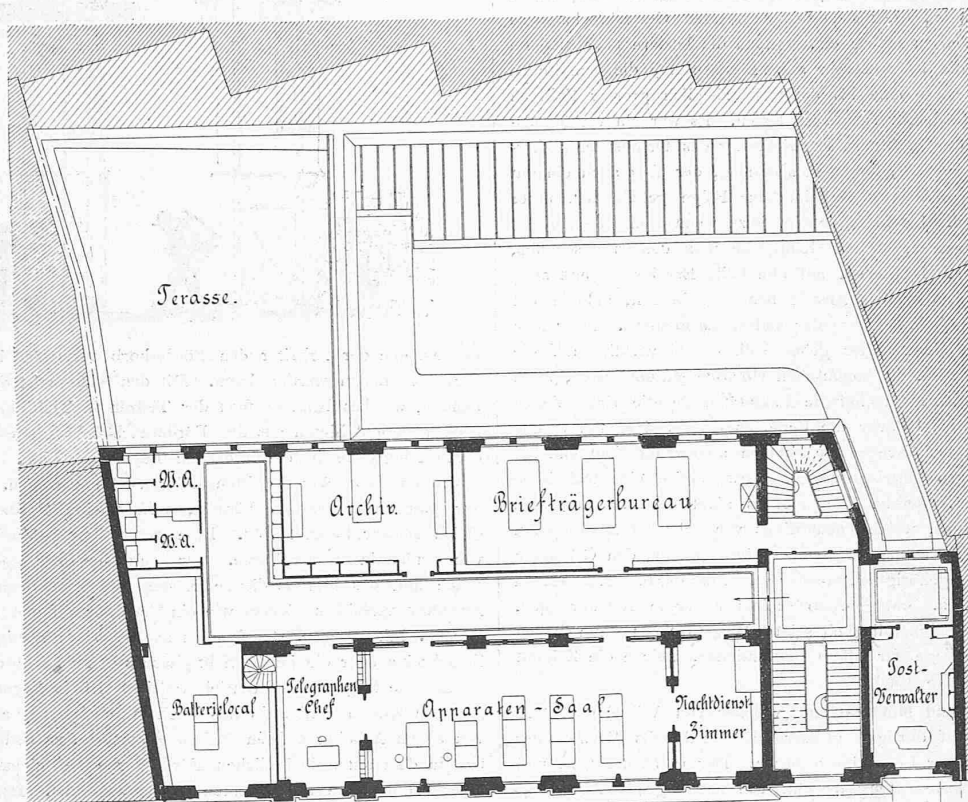 Terasse.
W.A.
Archiv.
Briefträgerbureau
W.A.
Batterielocal
Telegraphen
-Chef
Apparaten-Saal
Nachtdienst-
Zimmer
Post-
Verwalter